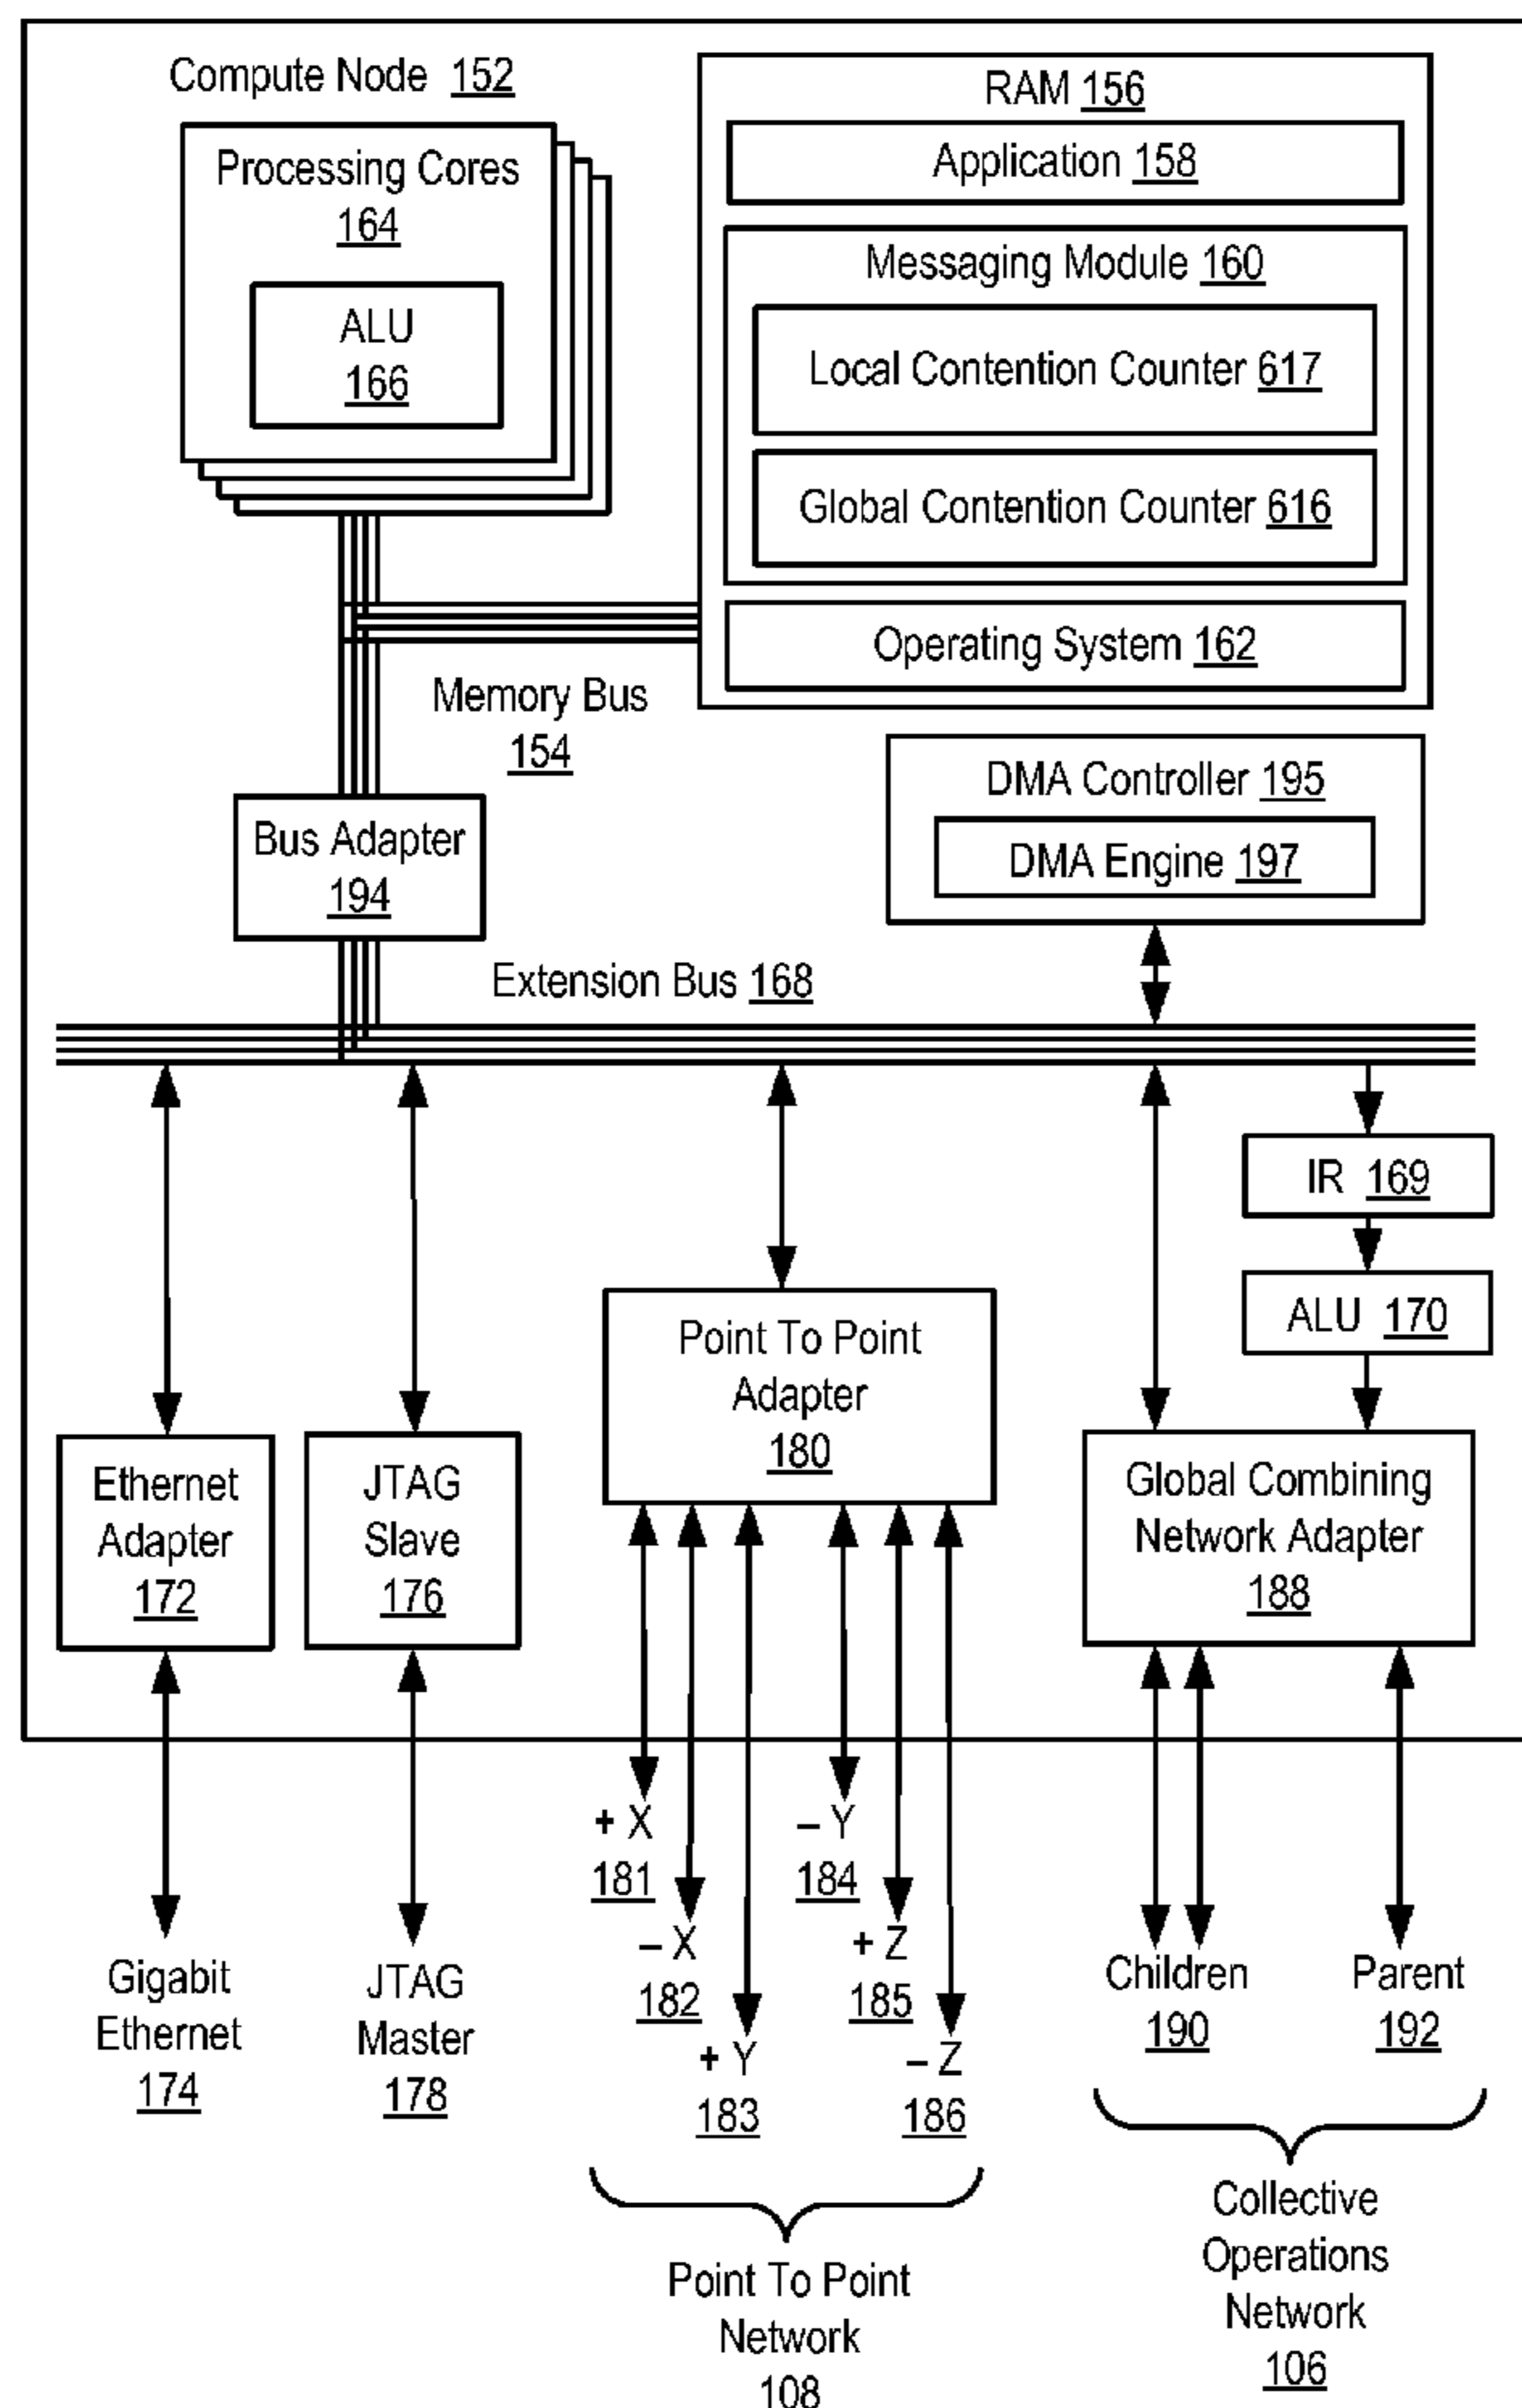 Compute Node 152
Processing Cores
164
ALU
166
RAM 156
Application 158
Messaging Module 160
Local Contention Counter 617
Global Contention Counter 616
Operating System 162
Memory Bus
154
Bus Adapter
194
DMA Controller 195
DMA Engine 197
Extension Bus 168
IR 169
ALU 170
Point To Point
Adapter
180
Ethernet
Adapter
172
JTAG
Slave
176
Global Combining
Network Adapter
188
+ X
181
– X
182
+ Y
183
– Y
184
+ Z
185
– Z
186
Gigabit
Ethernet
174
JTAG
Master
178
Children
190
Parent
192
Point To Point
Network
108
Collective
Operations
Network
106